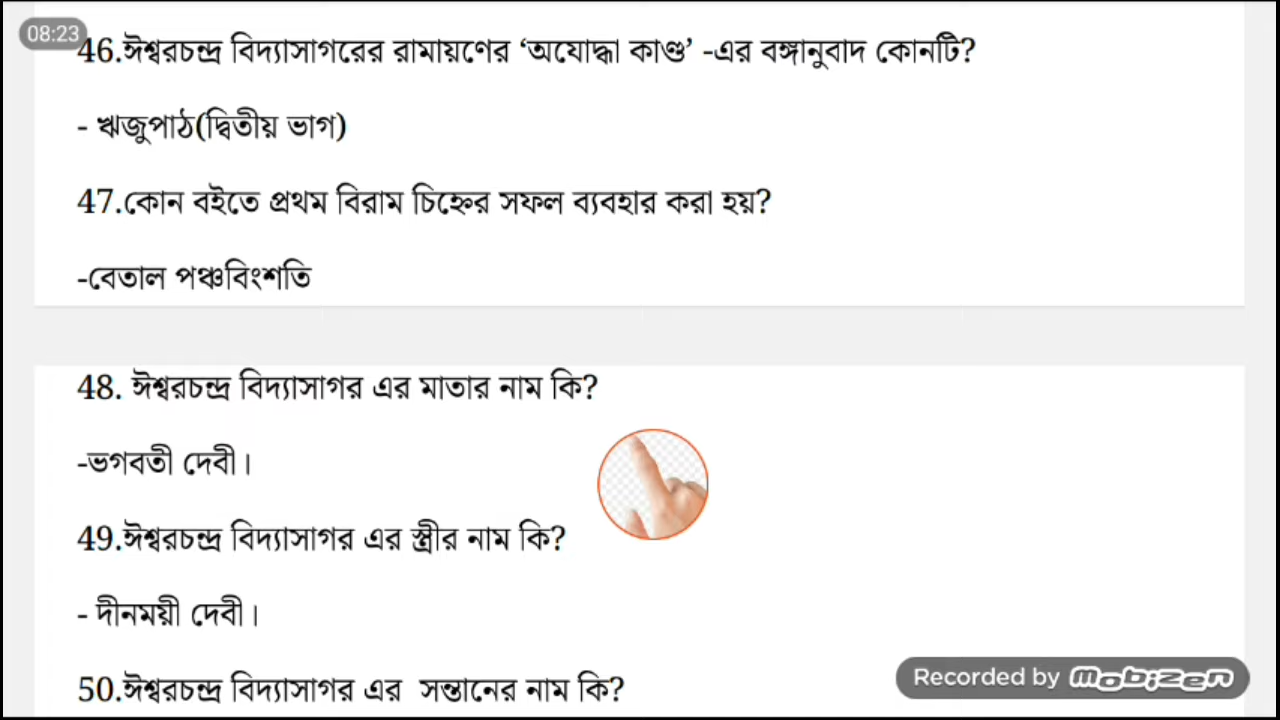 08:23
46.ঈশ্বরচন্দ্র বিদ্যাসাগরের রামায়ণের ‘অযোদ্ধা কাণ্ড’ -এর বঙ্গানুবাদ কোনটি?
- ঋজুপাঠ(দ্বিতীয় ভাগ)
47.কোন বইতে প্রথম বিরাম চিহ্নের সফল ব্যবহার করা হয়?
-বেতাল পঞ্চবিংশতি
48. ঈশ্বরচন্দ্র বিদ্যাসাগর এর মাতার নাম কি?
-ভগবতী দেবী।
49.ঈশ্বরচন্দ্র বিদ্যাসাগর এর স্ত্রীর নাম কি?
- দীনময়ী দেবী।
50.ঈশ্বরচন্দ্র বিদ্যাসাগর এর সন্তানের নাম কি?
Recorded by mobizen